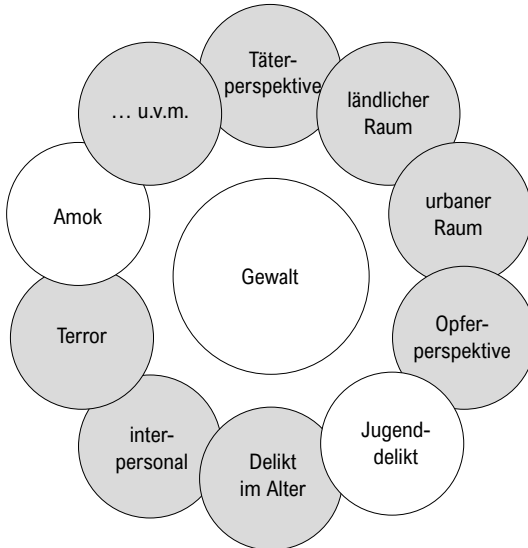 Täter-
perspektive
ländlicher
Raum
urbaner
Raum
Opfer-
perspektive
Jugend-
delikt
Delikt
im Alter
inter-
personal
Terror
Amok
… u.v.m.
Gewalt